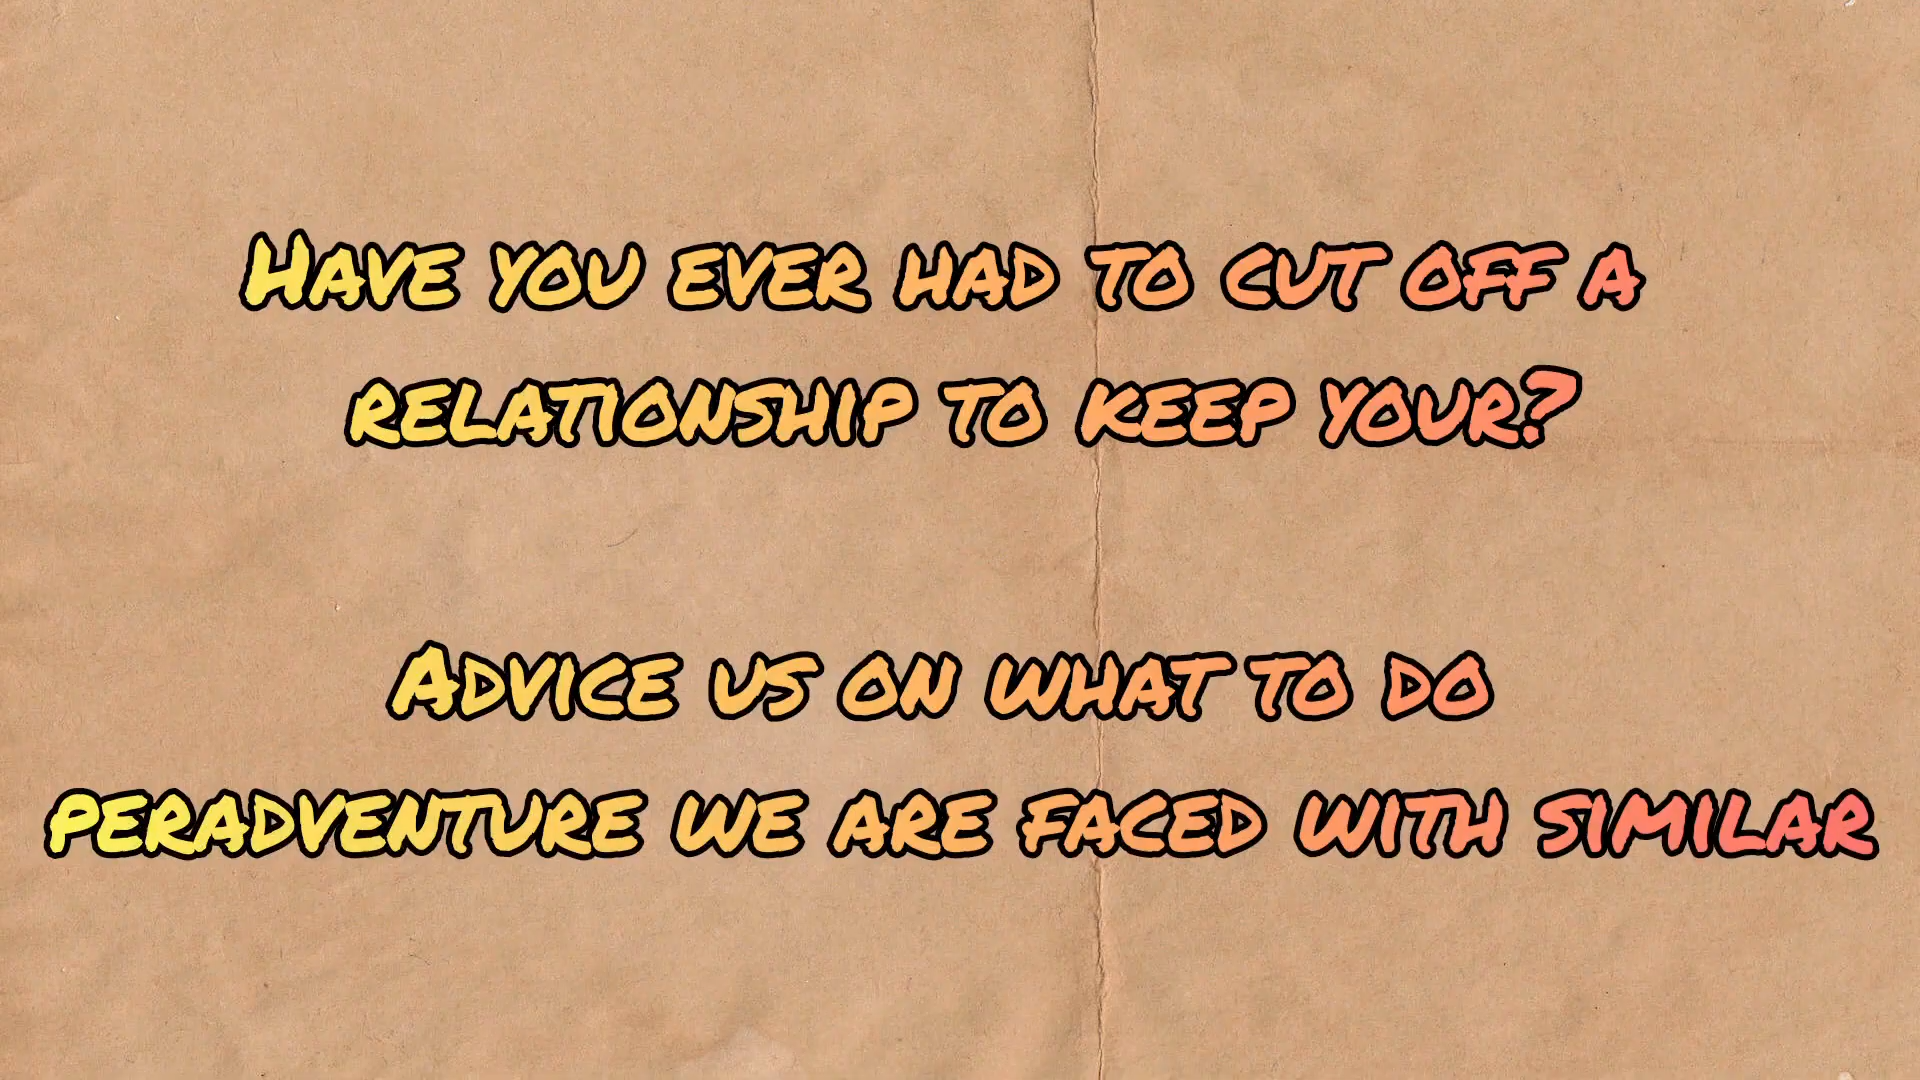 Have you ever had to cut off a
relationship to keep your?
Advice us on what to do
peradventure we are faced with similar